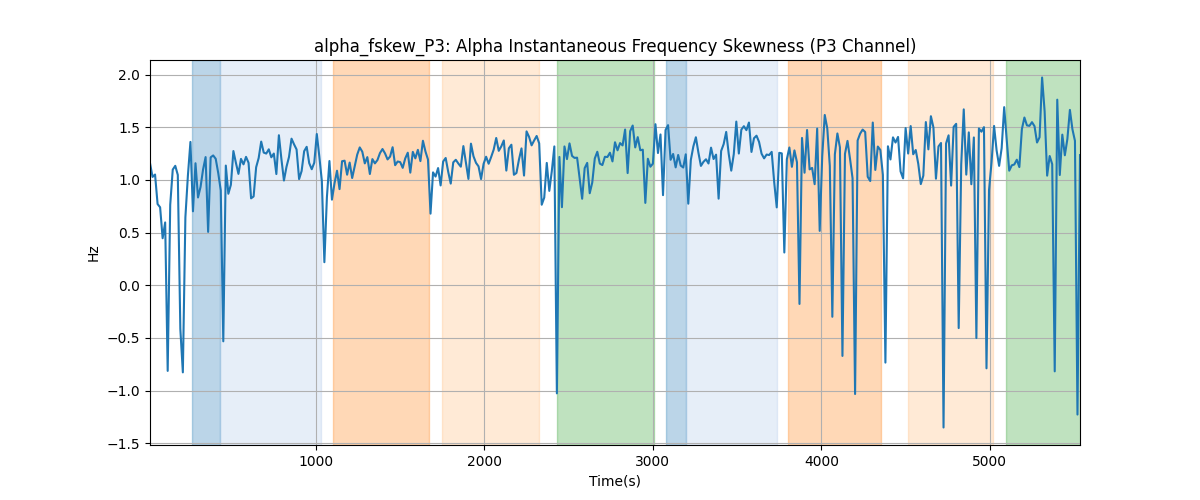 alpha_fskew_P3: Alpha Instantaneous Frequency Skewness (P3 Channel)
2.0
1.5
1.0
0.5
0.0
−0.5
−1.0
−1.5
Hz
1000 2000 3000 4000 5000
Time(s)